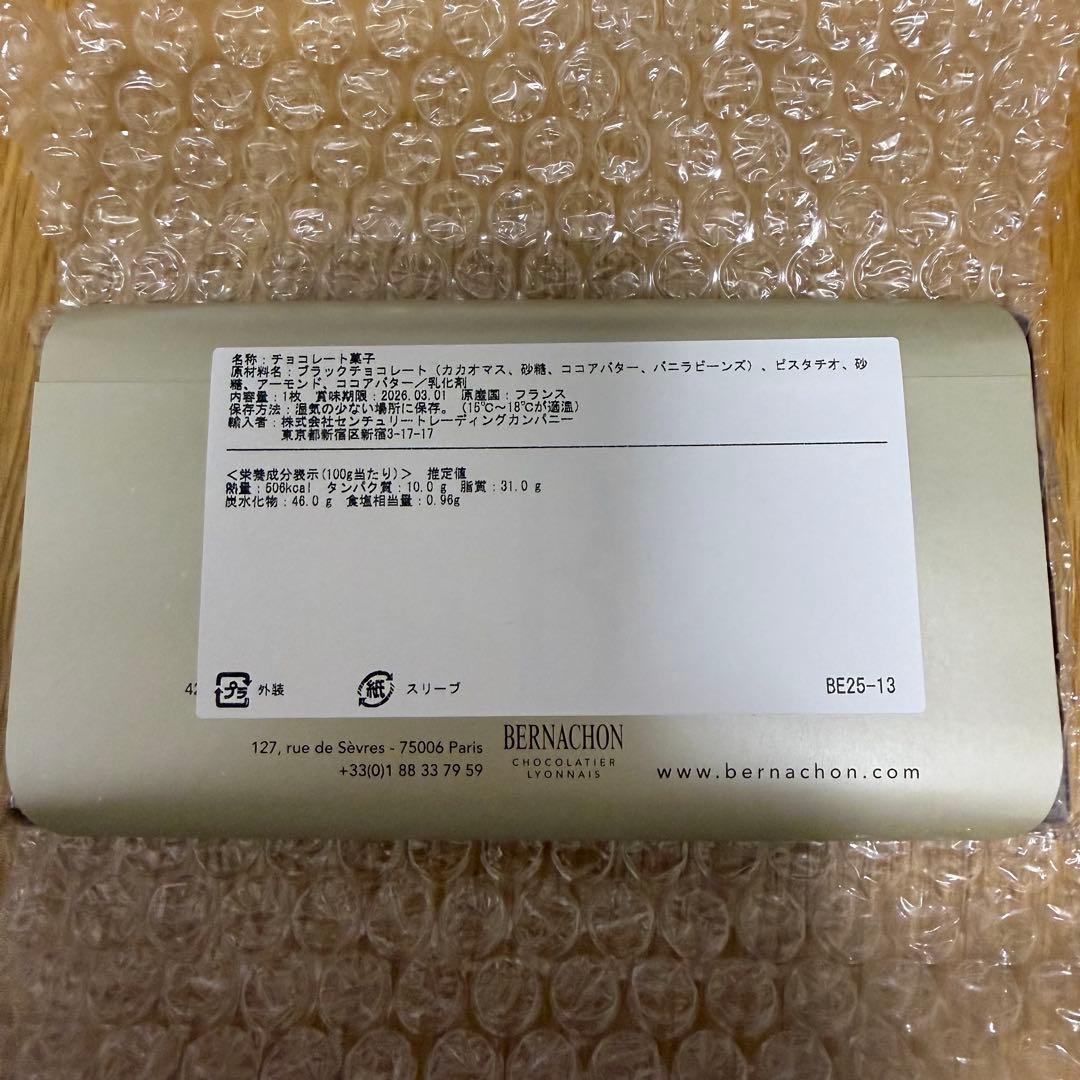 名称：チョコレート菓子
原材料名：ブラックチョコレート（カカオマス、砂糖、ココアバター、バニラビーンズ）、ピスタチオ、砂
糖、アーモンド、ココアバター／乳化剤
内容量：1枚　賞味期限：2026.03.01　原産国：フランス
保存方法：湿気の少ない場所に保存。（15℃～18℃が適温）
輸入者：株式会社センチュリートレーディングカンパニー
東京都新宿区新宿3-17-17
＜栄養成分表示(100g当たり)＞　推定値
熱量：506kcal　タンパク質：10.0g　脂質：31.0g
炭水化物：46.0g　食塩相当量：0.96g
42
プラ 外装　紙 スリーブ　BE25-13
127, rue de Sèvres - 75006 Paris
+33(0)1 88 33 79 59
BERNACHON
CHOCOLATIER
LYONNAIS
www.bernachon.com